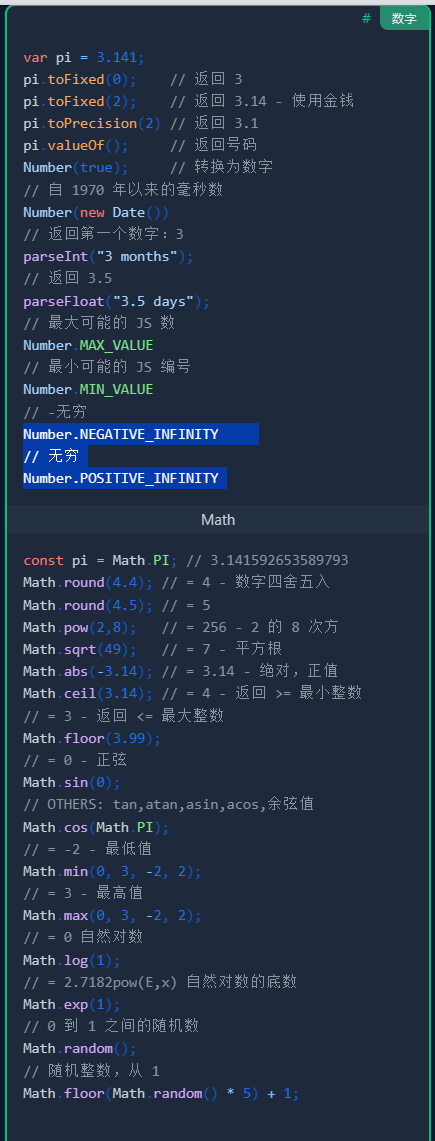 # 数字
var pi = 3.141;
pi.toFixed(0);    // 返回 3
pi.toFixed(2);    // 返回 3.14 - 使用金钱
pi.toPrecision(2) // 返回 3.1
pi.valueOf();     // 返回号码
Number(true);     // 转换为数字
// 自 1970 年以来的毫秒数
Number(new Date())
// 返回第一个数字: 3
parseInt("3 months");
// 返回 3.5
parseFloat("3.5 days");
// 最大可能的 JS 数
Number.MAX_VALUE
// 最小可能的 JS 编号
Number.MIN_VALUE
// -无穷
Number.NEGATIVE_INFINITY
// 无穷
Number.POSITIVE_INFINITY
Math
const pi = Math.PI; // 3.141592653589793
Math.round(4.4); // = 4 - 数字四舍五入
Math.round(4.5); // = 5
Math.pow(2,8);   // = 256 - 2 的 8 次方
Math.sqrt(49);   // = 7 - 平方根
Math.abs(-3.14); // = 3.14 - 绝对，正值
Math.ceil(3.14); // = 4 - 返回 >= 最小整数
// = 3 - 返回 <= 最大整数
Math.floor(3.99);
// = 0 - 正弦
Math.sin(0);
// OTHERS: tan,atan,asin,acos,余弦值
Math.cos(Math.PI);
// = -2 - 最低值
Math.min(0, 3, -2, 2);
// = 3 - 最高值
Math.max(0, 3, -2, 2);
// = 0 自然对数
Math.log(1);
// = 2.7182pow(E,x) 自然对数的底数
Math.exp(1);
// 0 到 1 之间的随机数
Math.random();
// 随机整数，从 1
Math.floor(Math.random() * 5) + 1;